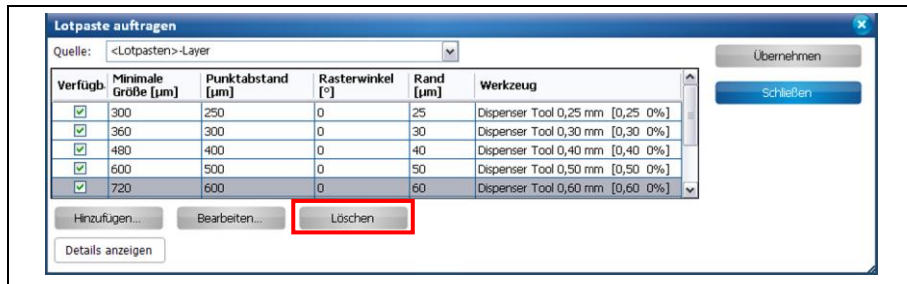 Lotpaste auftragen
Quelle: <Lotpasten>-Layer
Übernehmen
Schließen
Verfügb. Minimale Größe [µm] Punktabstand [µm] Rasterwinkel [°] Rand [µm] Werkzeug
300 250 0 25 Dispenser Tool 0,25 mm [0,25 0%]
360 300 0 30 Dispenser Tool 0,30 mm [0,30 0%]
480 400 0 40 Dispenser Tool 0,40 mm [0,40 0%]
600 500 0 50 Dispenser Tool 0,50 mm [0,50 0%]
720 600 0 60 Dispenser Tool 0,60 mm [0,60 0%]
Hinzufügen... Bearbeiten... Löschen
Details anzeigen